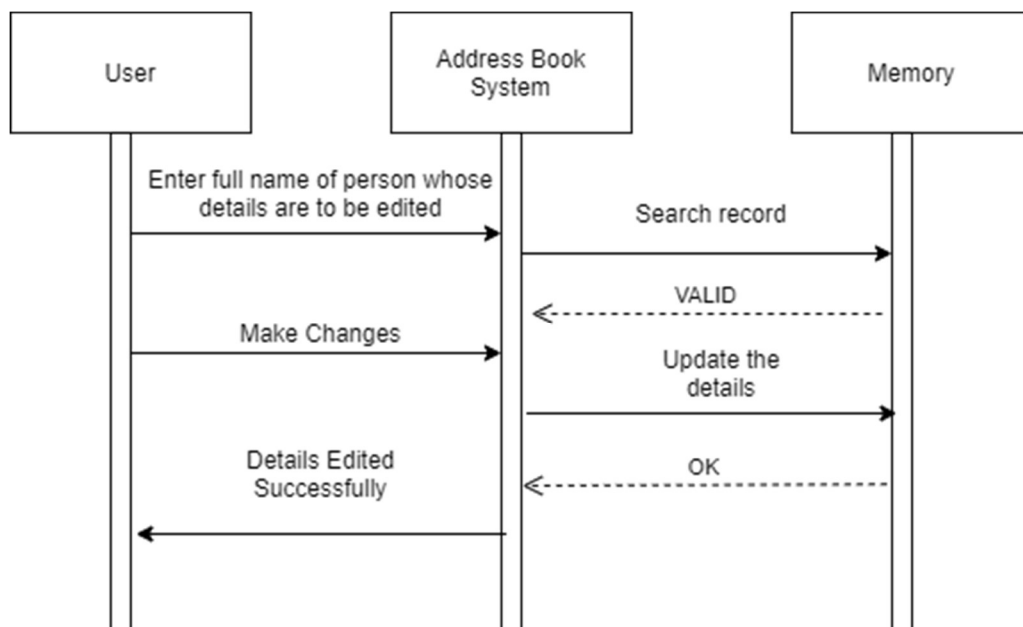 User
Address Book
System
Memory
Enter full name of person whose
details are to be edited
Search record
VALID
Make Changes
Update the
details
Details Edited
Successfully
OK